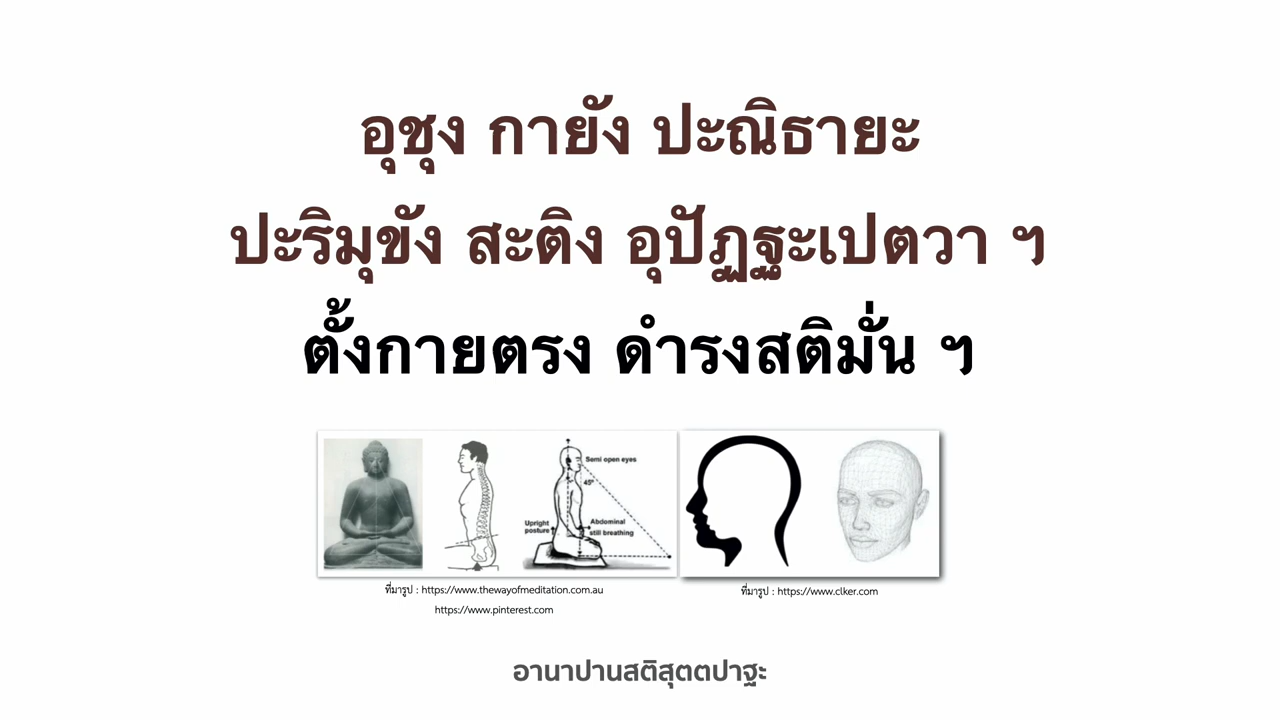 อุชุง กายัง ปะณิธายะ
ปะริมุขัง สะติง อุปัฏฐะเปตวา ฯ
ตั้งกายตรง ดำรงสติมั่น ฯ
Semi open eyes
45°
Upright posture
Abdominal still breathing
ที่มารูป : https://www.thewayofmeditation.com.au
https://www.pinterest.com
ที่มารูป : https://www.clker.com
อานาปานสติสุตตปาฐะ